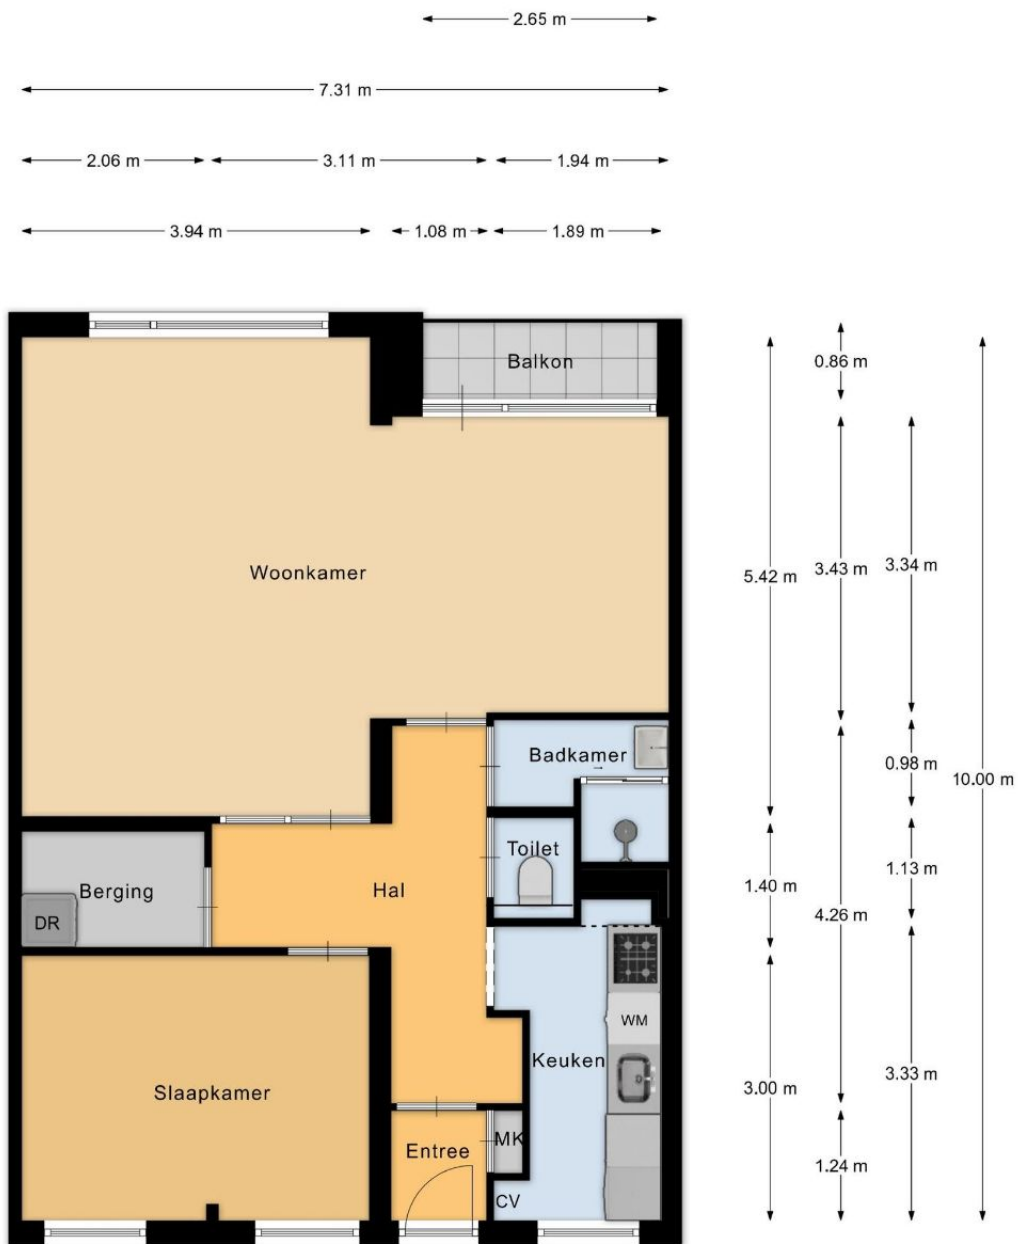 2.65 m
7.31 m
2.06 m 3.11 m 1.94 m
3.94 m 1.08 m 1.89 m
Balkon
0.86 m
Woonkamer
5.42 m 3.43 m 3.34 m
Badkamer
0.98 m
10.00 m
Toilet
1.13 m
Berging
Hal
1.40 m
DR
4.26 m
WM
Keuken
3.33 m
Slaapkamer
3.00 m
Entree
MK
1.24 m
CV